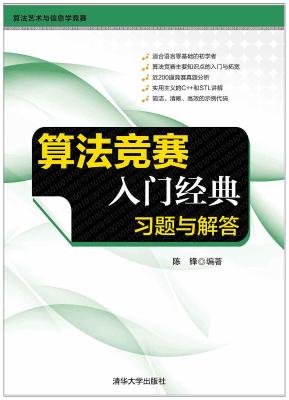 算法艺术与信息学竞赛
适合语言零基础的初学者
算法竞赛主要知识点的入门与拓宽
近200道竞赛真题分析
实用主义的C++和STL讲解
简洁、清晰、高效的示例代码
算法竞赛
入门经典
习题与解答
陈 锋◎编著
清华大学出版社